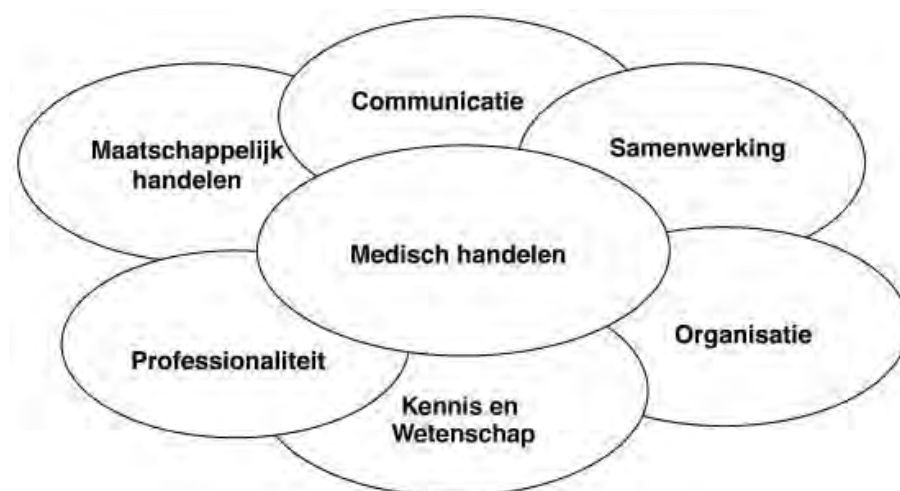 Communicatie
Maatschappelijk
handelen
Samenwerking
Medisch handelen
Organisatie
Professionaliteit
Kennis en
Wetenschap